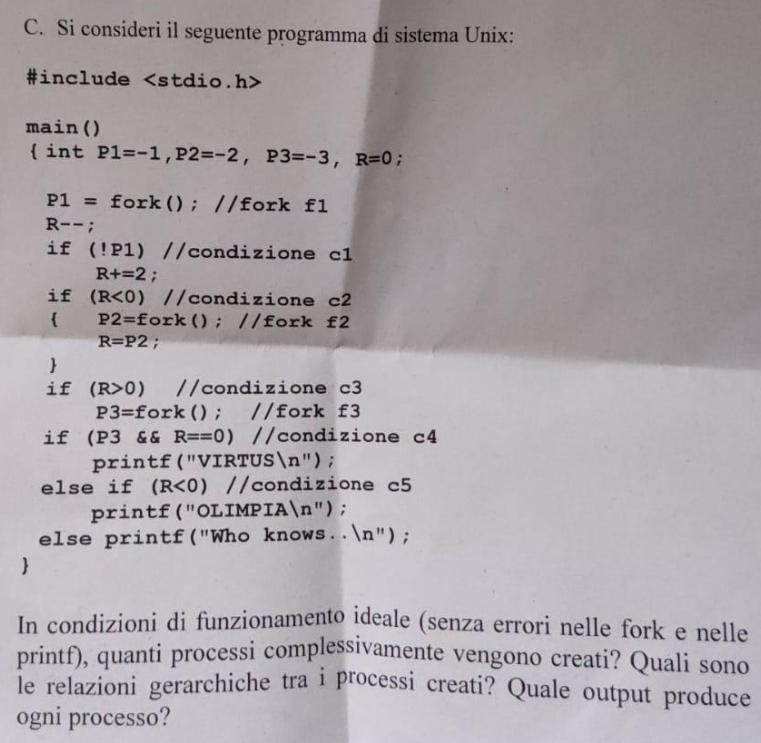 C. Si consideri il seguente programma di sistema Unix:
#include <stdio.h>
main()
{ int P1=-1,P2=-2, P3=-3, R=0;
P1 = fork(); //fork f1
R--;
if (!P1) //condizione c1
R+=2;
if (R<0) //condizione c2
{ P2=fork(); //fork f2
R=P2;
}
if (R>0) //condizione c3
P3=fork(); //fork f3
if (P3 && R==0) //condizione c4
printf("VIRTUS\n");
else if (R<0) //condizione c5
printf("OLIMPIA\n");
else printf("Who knows..\n");
}
In condizioni di funzionamento ideale (senza errori nelle fork e nelle
printf), quanti processi complessivamente vengono creati? Quali sono
le relazioni gerarchiche tra i processi creati? Quale output produce
ogni processo?